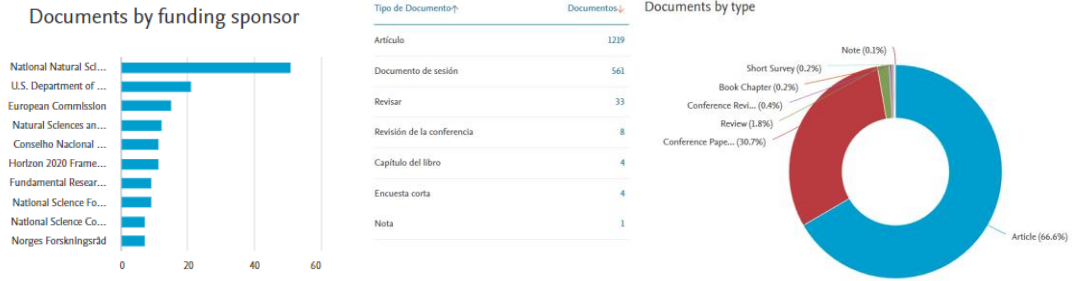 Documents by funding sponsor
National Natural Sci...
U.S. Department of ...
European Commission
Natural Sciences an...
Conselho Nacional ...
Horizon 2020 Frame...
Fundamental Resear...
National Science Fo...
National Science Co...
Norges Forskningsråd
0 20 40 60
Tipo de Documento↑ Documentos↓
Artículo 1219
Documento de sesión 561
Revisar 33
Revisión de la conferencia 8
Capítulo del libro 4
Encuesta corta 4
Nota 1
Documents by type
Note (0.1%)
Short Survey (0.2%)
Book Chapter (0.2%)
Conference Revi... (0.4%)
Review (1.8%)
Conference Pape... (30.7%)
Article (66.6%)